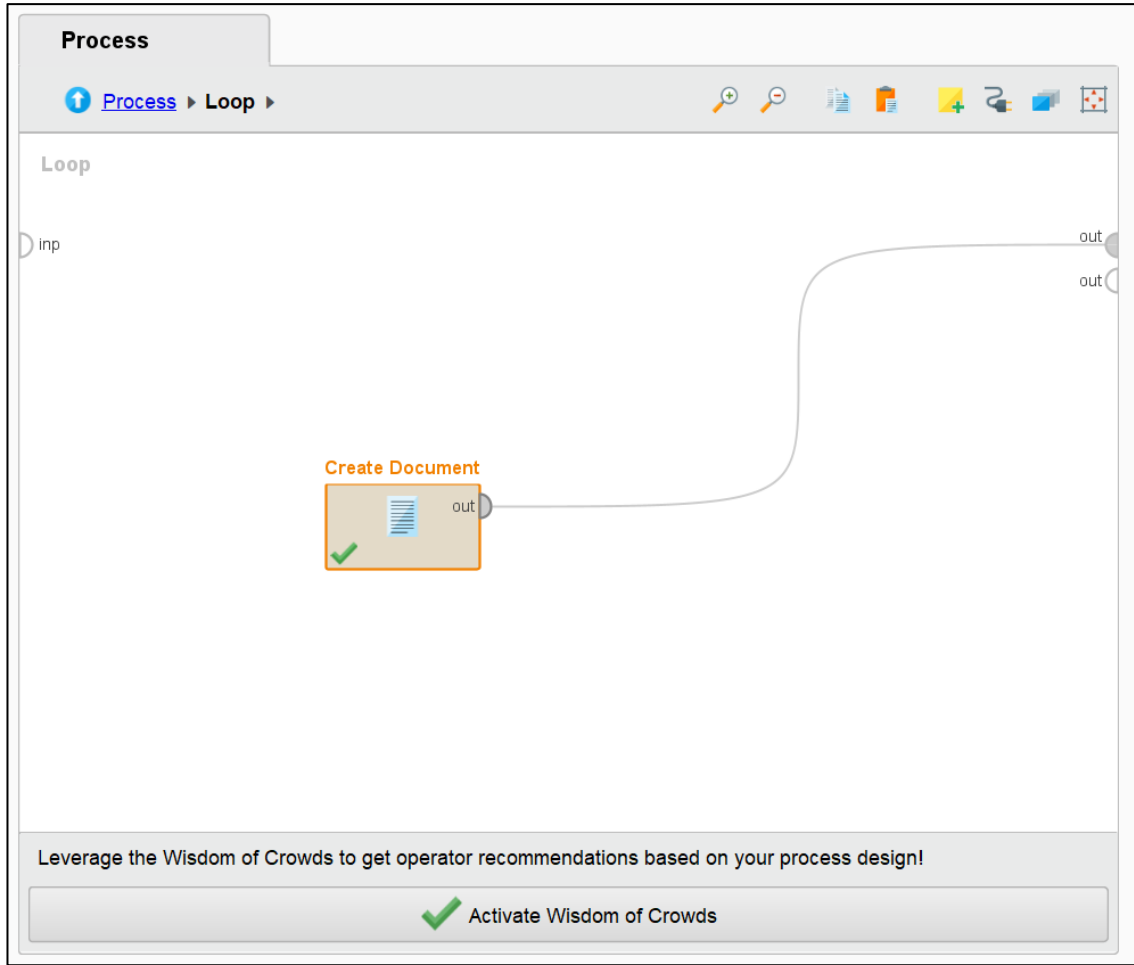 Process
Process Loop
Loop
inp
out
out
Create Document
out
Leverage the Wisdom of Crowds to get operator recommendations based on your process design!
Activate Wisdom of Crowds